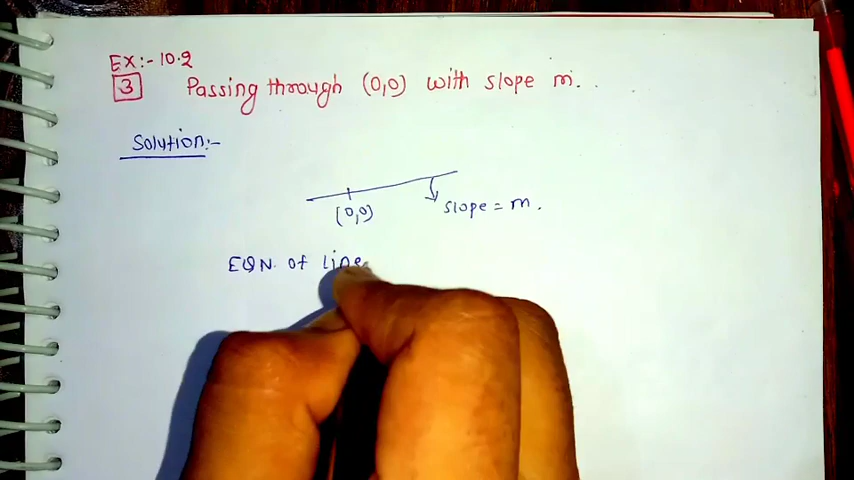 EX:- 10.2
3 Passing through (0,0) with slope m.
Solution:-
(0,0) slope = m.
EQN. of line